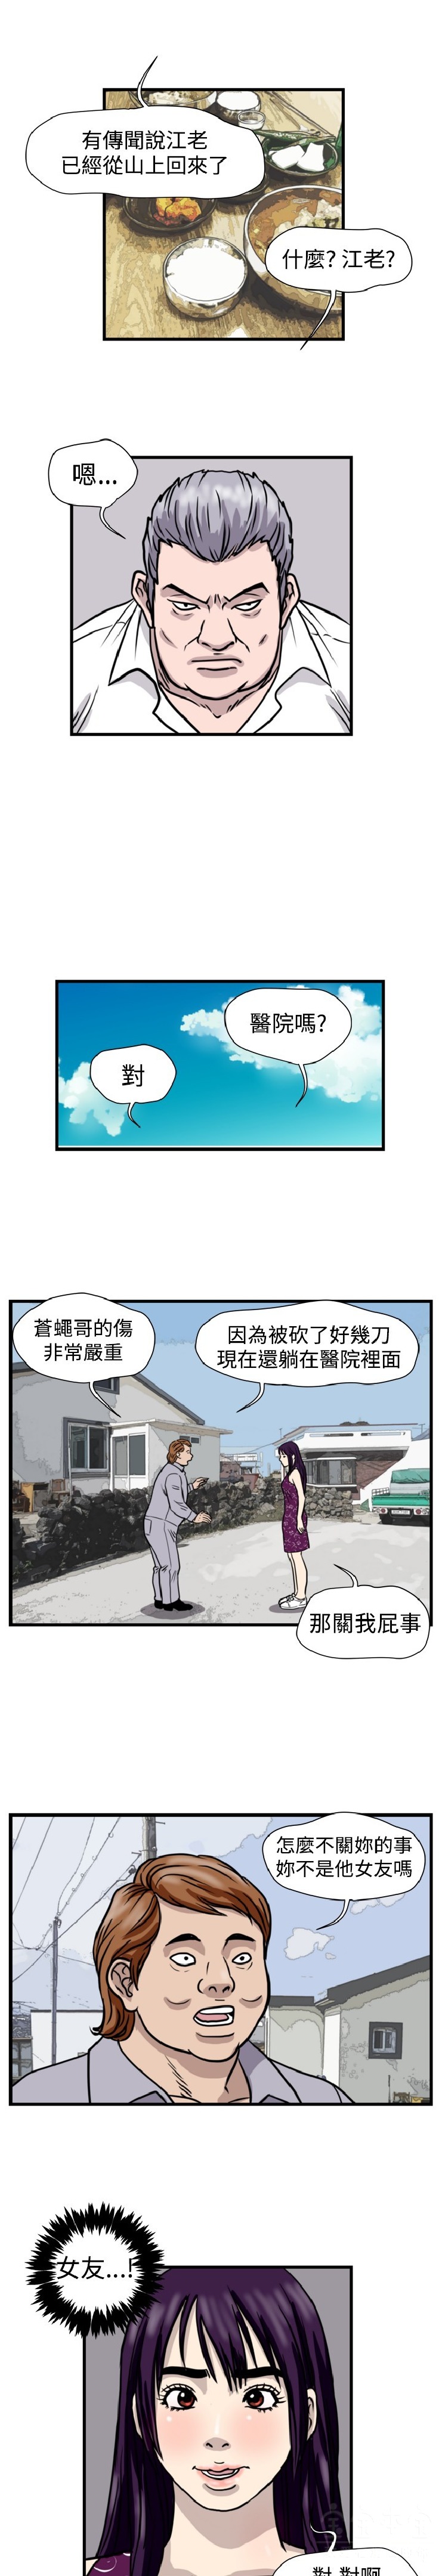 有傳聞說江老
已經從山上回來了
什麼? 江老?
嗯...
醫院嗎?
對
蒼蠅哥的傷
非常嚴重
因為被砍了好幾刀
現在還躺在醫院裡面
那關我屁事
怎麼不關妳的事
妳不是他女友嗎
女友...!
對,對啊